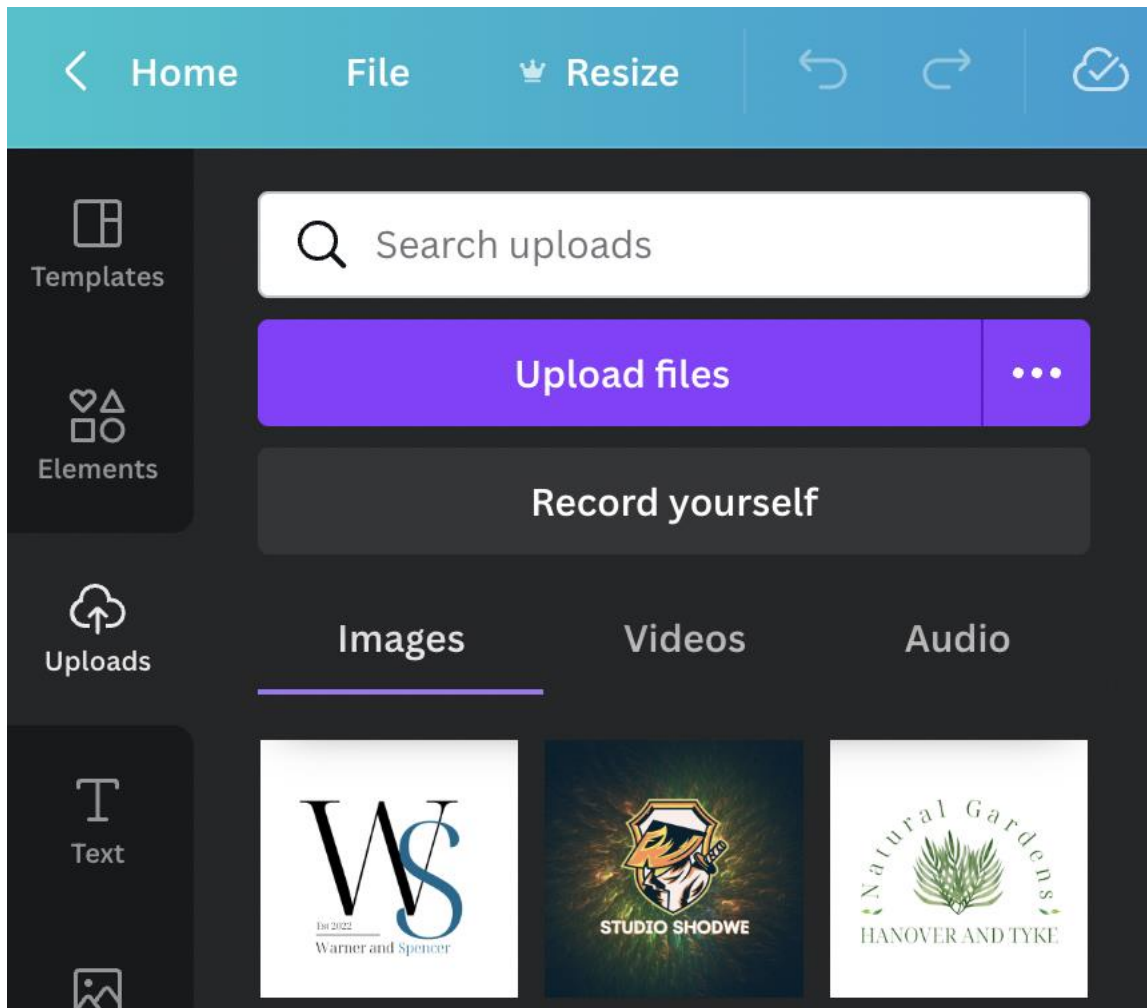 Home File Resize
Templates
Elements
Uploads
Text
Search uploads
Upload files
Record yourself
Images Videos Audio
WS
Est 2022
Warner and Spencer
STUDIO SHODWE
Natural Gardens
HANOVER AND TYKE